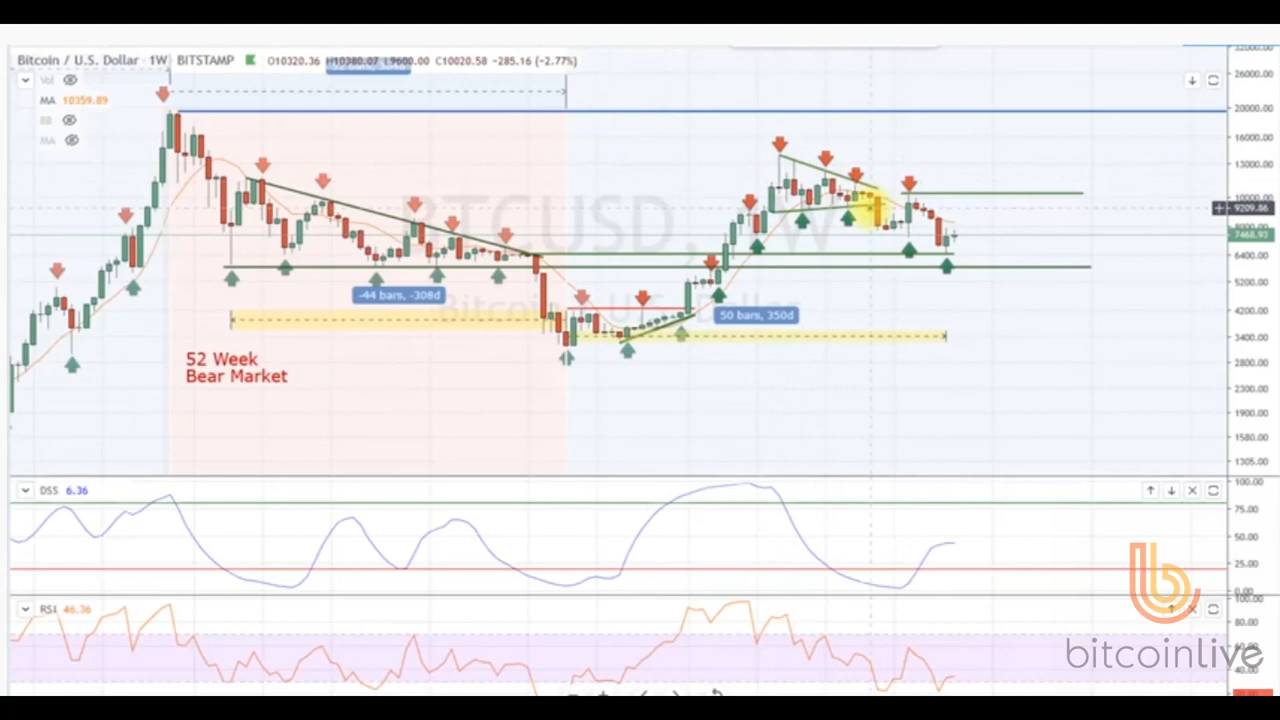 Bitcoin / U.S. Dollar · 1W BITSTAMP O10320.36 H10380.07 L9600.00 C10020.58 −285.16 (−2.77%)
Vol
MA 10359.89
BB
MA
26000.00
20000.00
16000.00
13000.00
10000.00
9209.86
7468.93
6400.00
5200.00
4200.00
3400.00
2800.00
2300.00
1900.00
1580.00
1305.00
BTCUSD, 1W
-44 bars, -308d
50 bars, 350d
52 Week
Bear Market
DSS 6.36
100.00
75.00
50.00
25.00
0.00
RSI 46.36
100.00
80.00
60.00
40.00
bitcoinlive